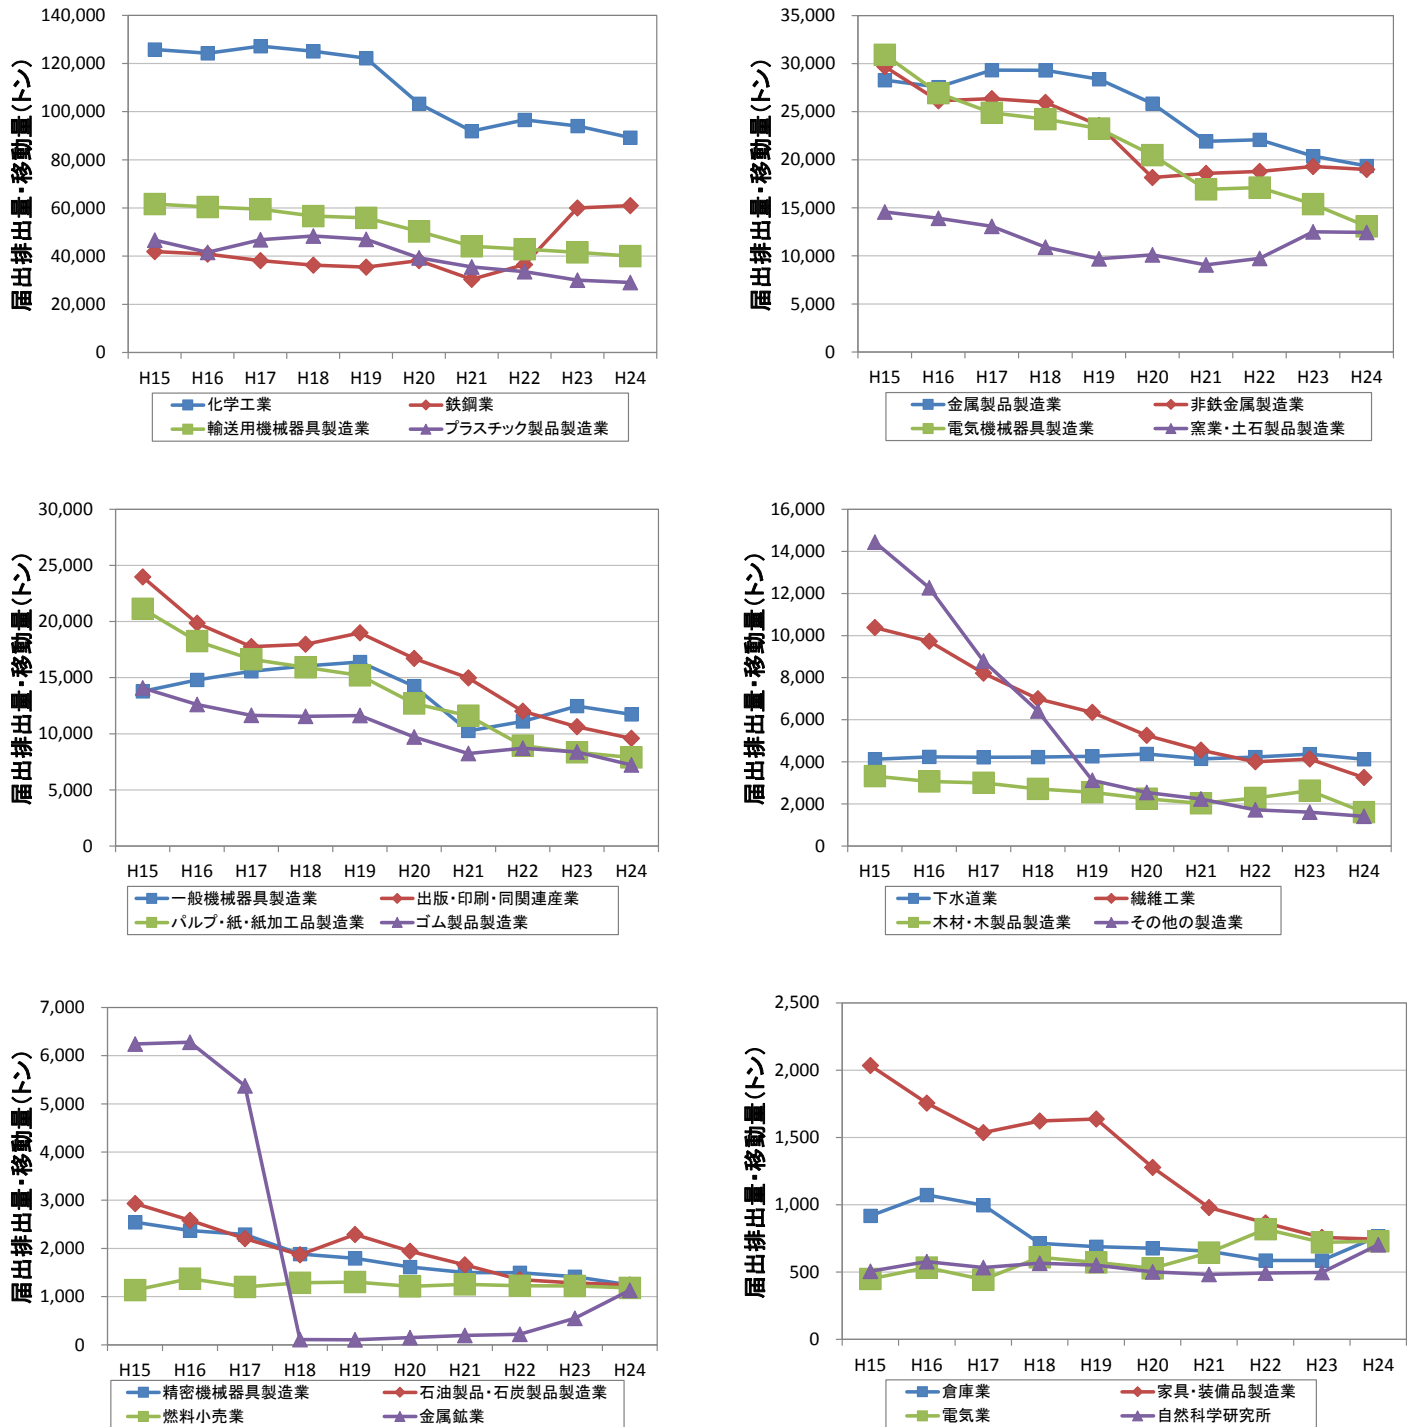 届出排出量・移動量(トン)
140,000
120,000
100,000
80,000
60,000
40,000
20,000
0
H15 H16 H17 H18 H19 H20 H21 H22 H23 H24
化学工業 鉄鋼業
輸送用機械器具製造業 プラスチック製品製造業
届出排出量・移動量(トン)
35,000
30,000
25,000
20,000
15,000
10,000
5,000
0
H15 H16 H17 H18 H19 H20 H21 H22 H23 H24
金属製品製造業 非鉄金属製造業
電気機械器具製造業 窯業・土石製品製造業
届出排出量・移動量(トン)
30,000
25,000
20,000
15,000
10,000
5,000
0
H15 H16 H17 H18 H19 H20 H21 H22 H23 H24
一般機械器具製造業 出版・印刷・同関連産業
パルプ・紙・紙加工品製造業 ゴム製品製造業
届出排出量・移動量(トン)
16,000
14,000
12,000
10,000
8,000
6,000
4,000
2,000
0
H15 H16 H17 H18 H19 H20 H21 H22 H23 H24
下水道業 繊維工業
木材・木製品製造業 その他の製造業
届出排出量・移動量(トン)
7,000
6,000
5,000
4,000
3,000
2,000
1,000
0
H15 H16 H17 H18 H19 H20 H21 H22 H23 H24
精密機械器具製造業 石油製品・石炭製品製造業
燃料小売業 金属鉱業
届出排出量・移動量(トン)
2,500
2,000
1,500
1,000
500
0
H15 H16 H17 H18 H19 H20 H21 H22 H23 H24
倉庫業 家具・装備品製造業
電気業 自然科学研究所